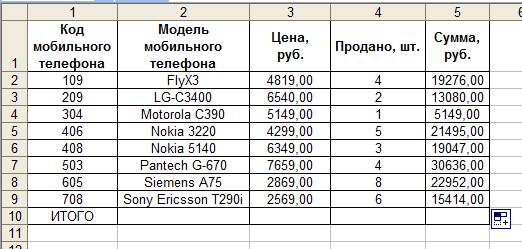 1 2 3 4 5 6
1 Код мобильного телефона Модель мобильного телефона Цена, руб. Продано, шт. Сумма, руб.
2 109 FlyX3 4819,00 4 19276,00
3 209 LG-C3400 6540,00 2 13080,00
4 304 Motorola C390 5149,00 1 5149,00
5 406 Nokia 3220 4299,00 5 21495,00
6 408 Nokia 5140 6349,00 3 19047,00
7 503 Pantech G-670 7659,00 4 30636,00
8 605 Siemens A75 2869,00 8 22952,00
9 708 Sony Ericsson T290i 2569,00 6 15414,00
10 ИТОГО
11